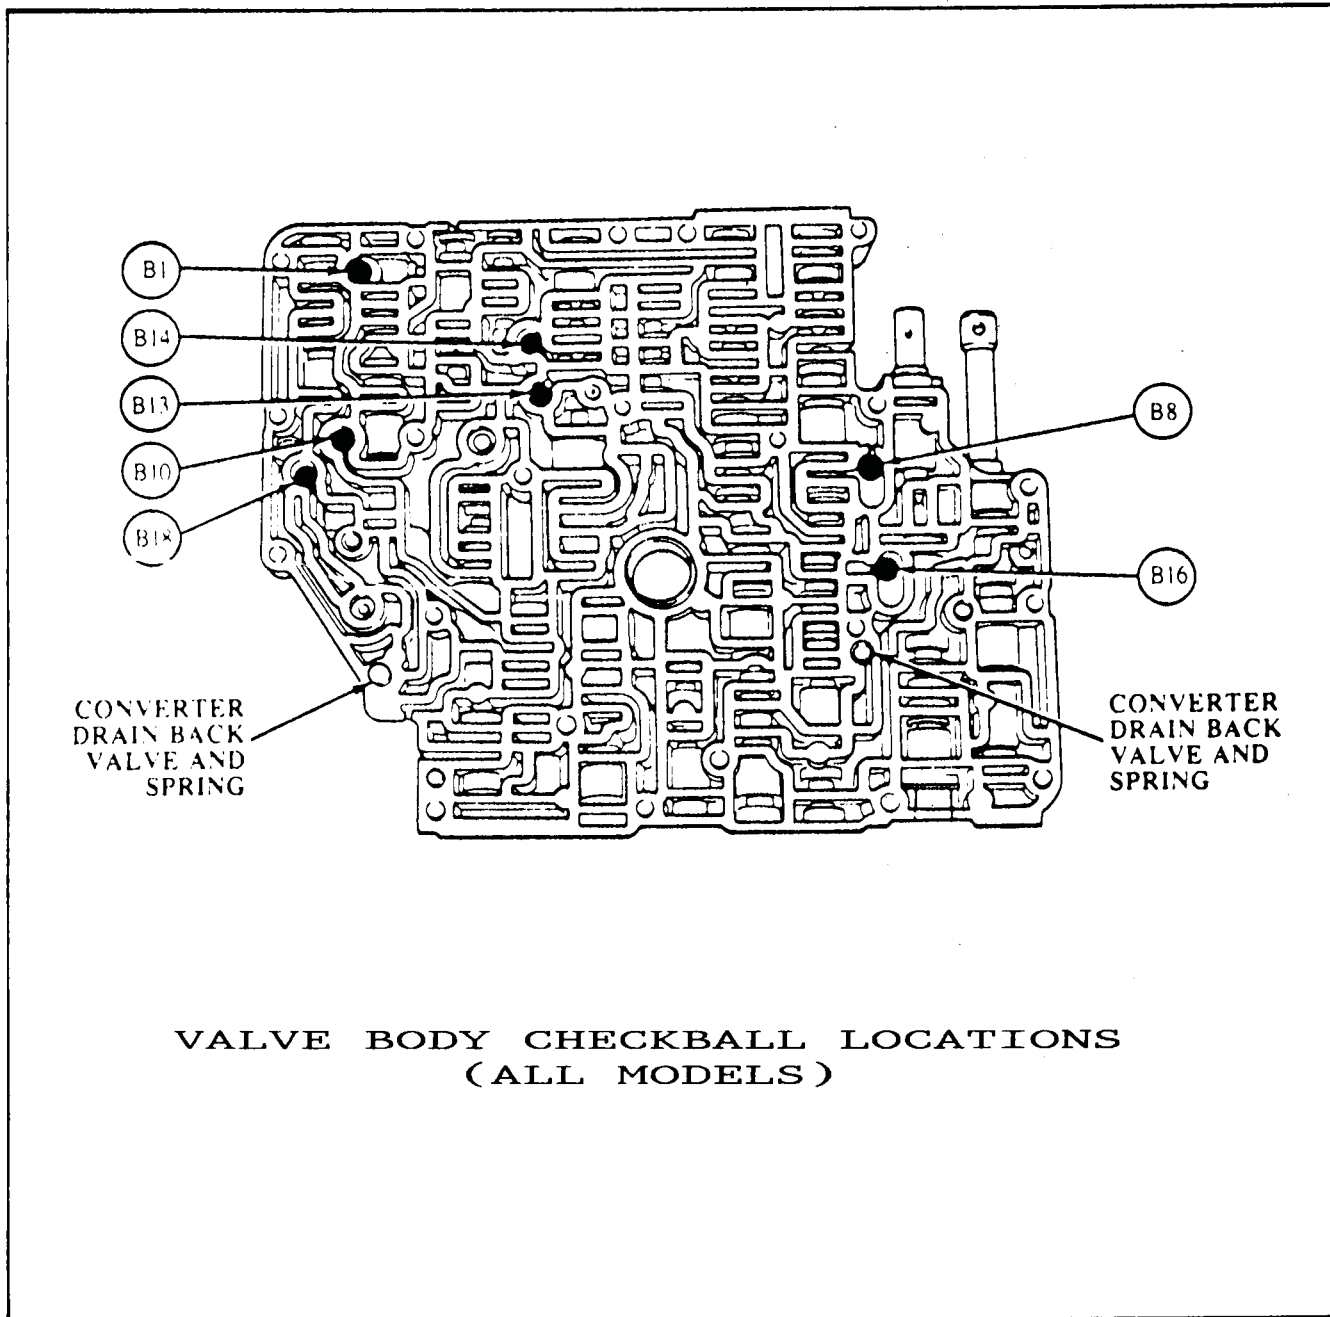 B1
B14
B13
B10
B18
B8
B16
CONVERTER
DRAIN BACK
VALVE AND
SPRING
CONVERTER
DRAIN BACK
VALVE AND
SPRING
VALVE BODY CHECKBALL LOCATIONS
(ALL MODELS)